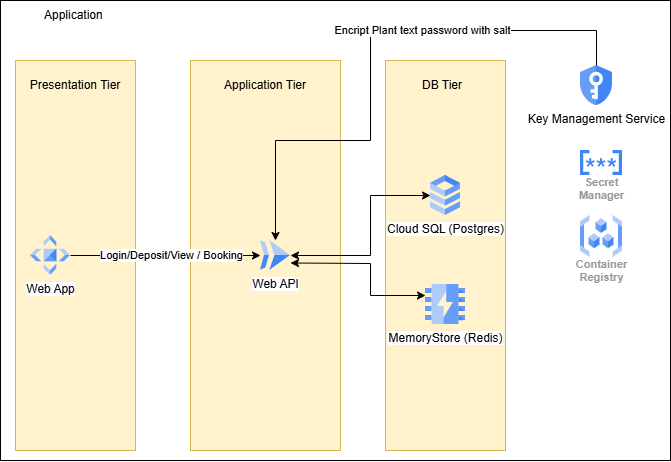 Application
Encript Plant text password with salt
Presentation Tier
Application Tier
DB Tier
Key Management Service
***
Secret
Manager
Cloud SQL (Postgres)
Login/Deposit/View / Booking
Container
Registry
Web App
Web API
MemoryStore (Redis)